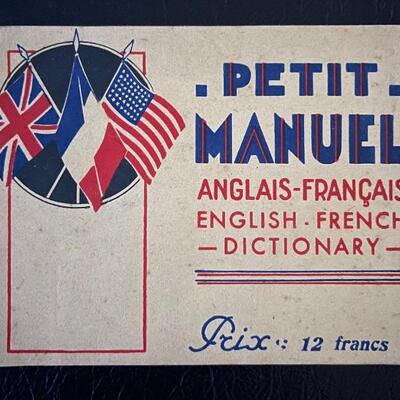 . PETIT .
MANUEL
ANGLAIS-FRANÇAIS
ENGLISH - FRENCH
— DICTIONARY —
Prix : 12 francs